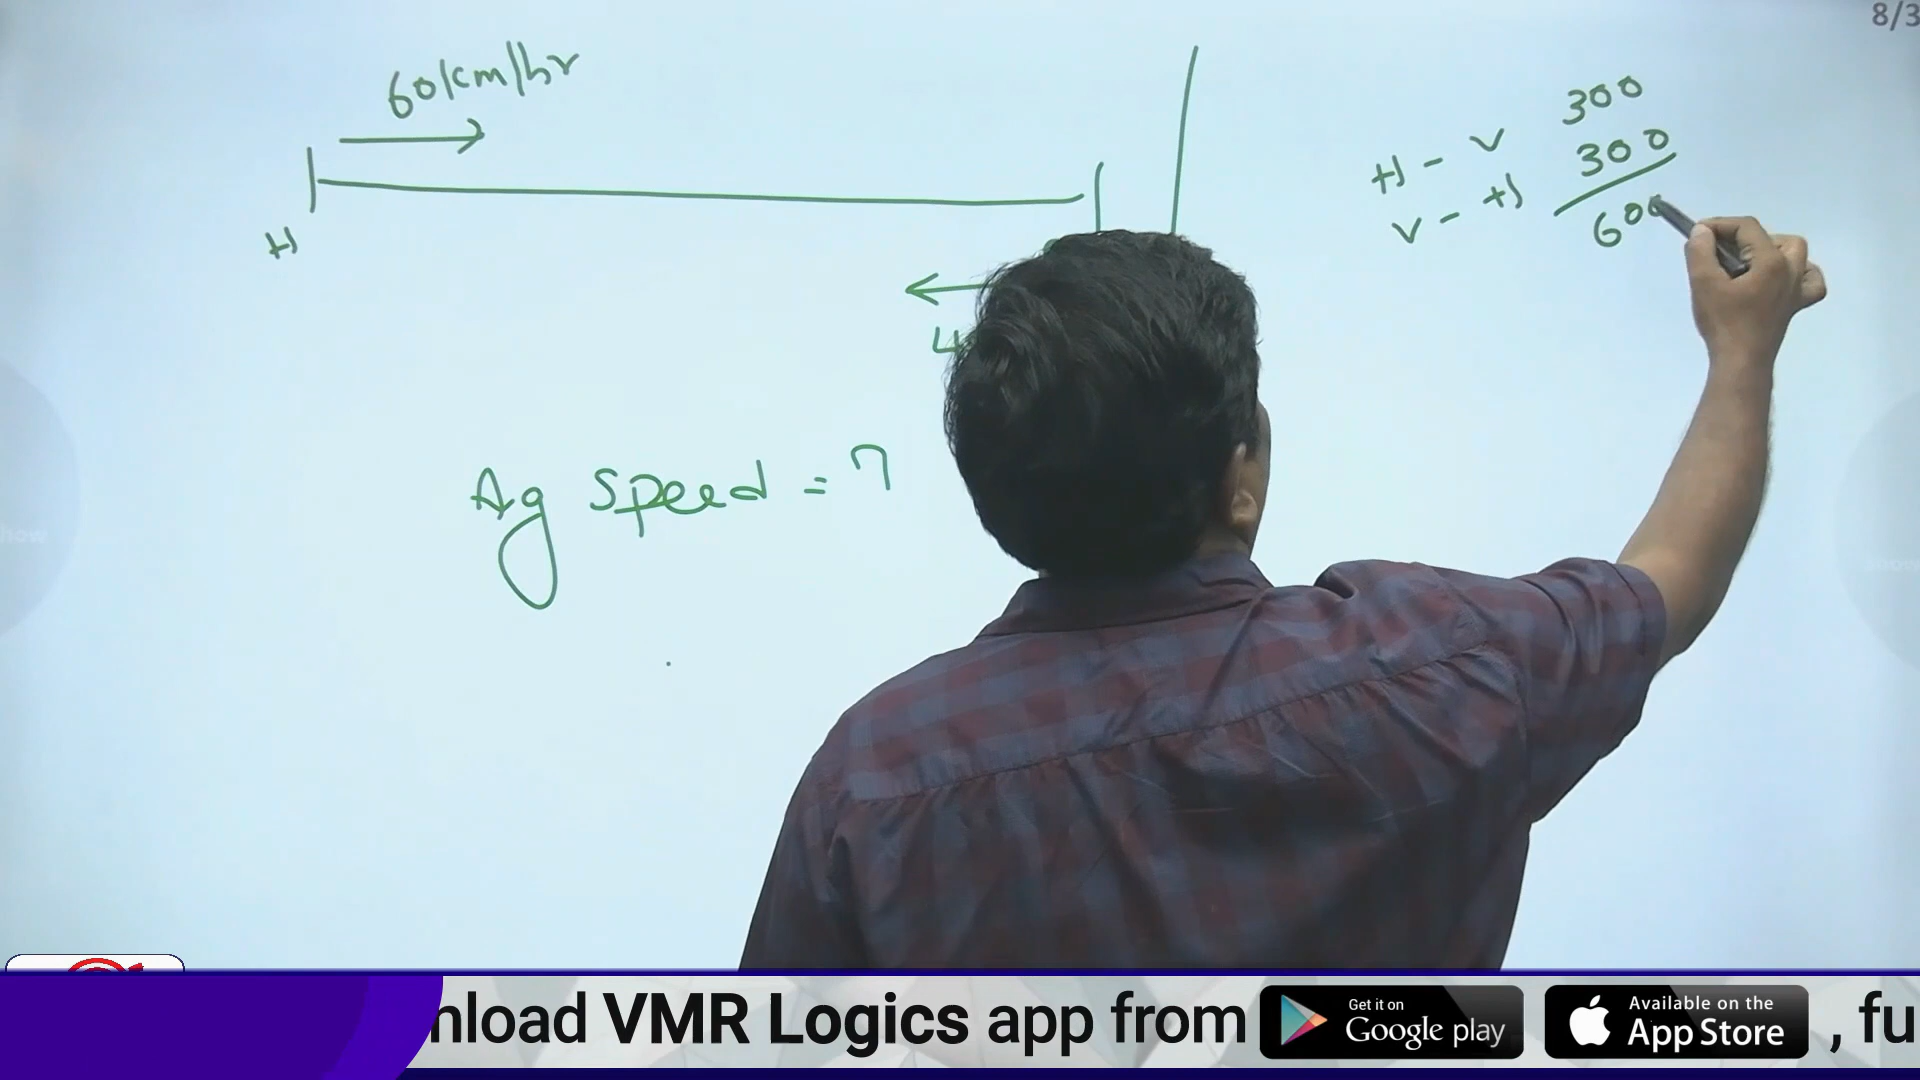 8/3
60km/hr
300
H - V 300
V - H 600
H
4
Ag Speed = ?
nload VMR Logics app from
Get it on
Google play
Available on the
App Store
, fu